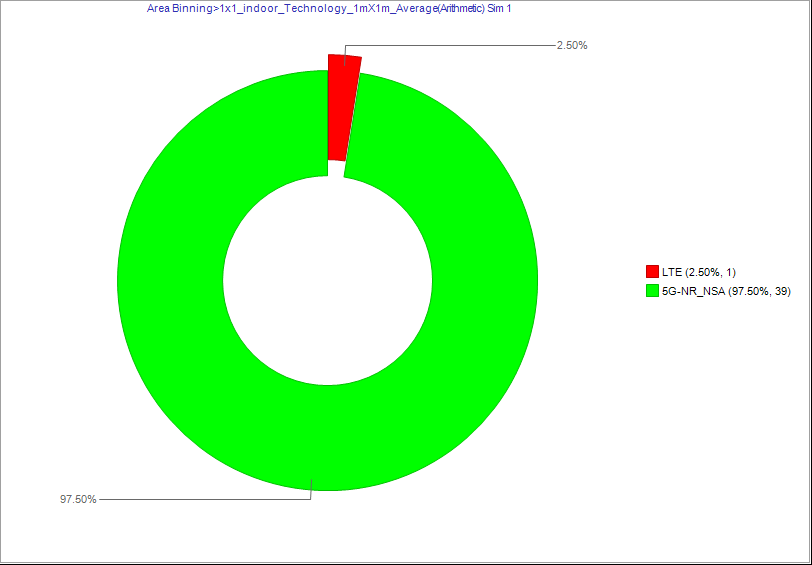 Area Binning>1x1_indoor_Technology_1mX1m_Average(Arithmetic) Sim 1
2.50%
LTE (2.50%, 1)
5G-NR_NSA (97.50%, 39)
97.50%